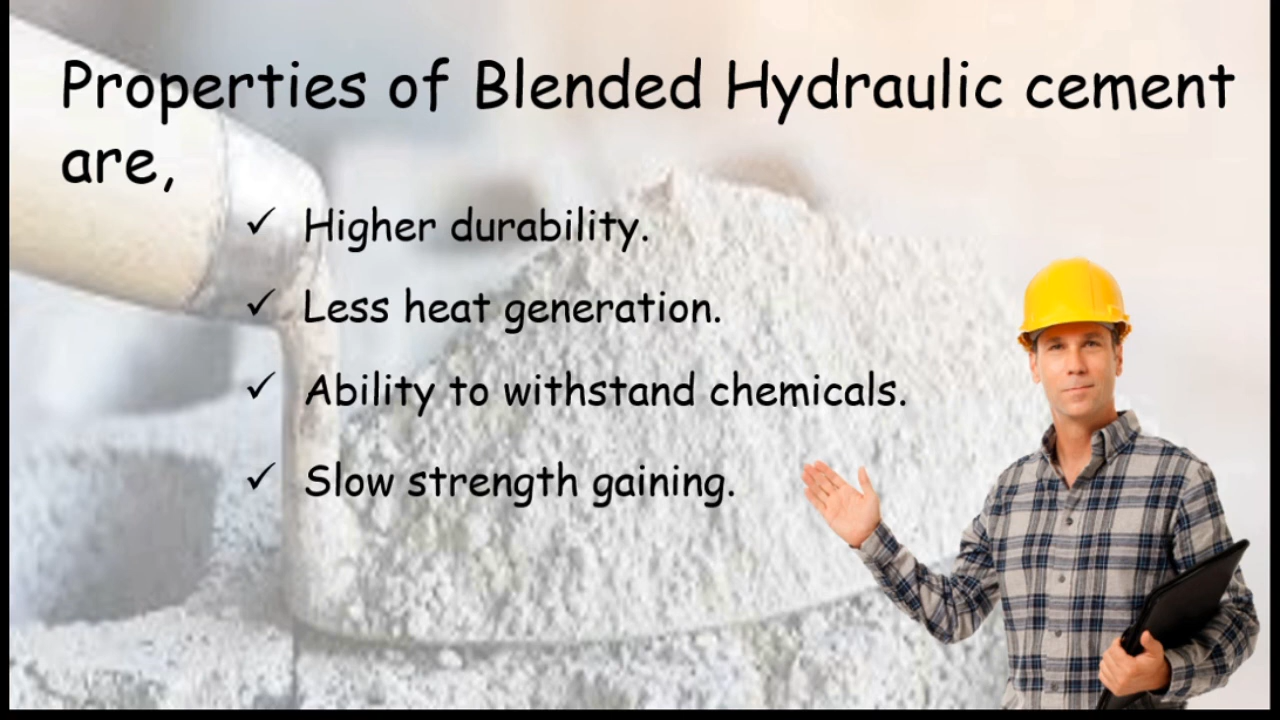 Properties of Blended Hydraulic cement
are,
✓ Higher durability.
✓ Less heat generation.
✓ Ability to withstand chemicals.
✓ Slow strength gaining.